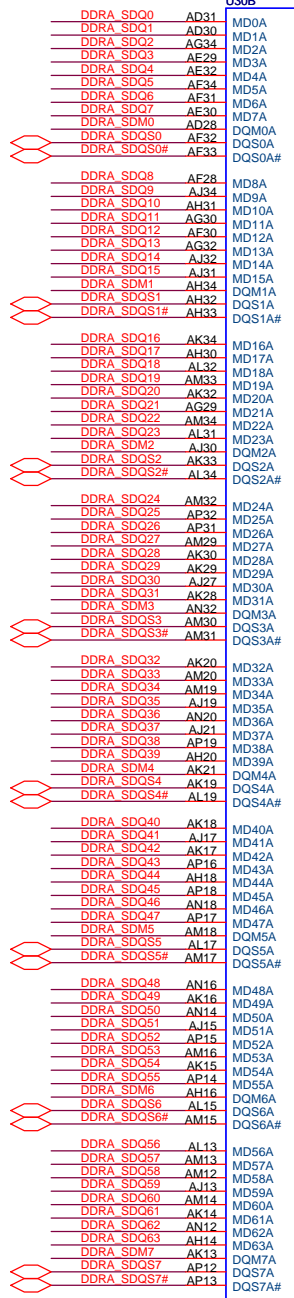 U30B
DDRA_SDQ0 AD31 MD0A
DDRA_SDQ1 AD30 MD1A
DDRA_SDQ2 AG34 MD2A
DDRA_SDQ3 AE29 MD3A
DDRA_SDQ4 AE32 MD4A
DDRA_SDQ5 AF34 MD5A
DDRA_SDQ6 AF31 MD6A
DDRA_SDQ7 AE30 MD7A
DDRA_SDM0 AD28 DQM0A
DDRA_SDQS0 AF32 DQS0A
DDRA_SDQS0# AF33 DQS0A#
DDRA_SDQ8 AF28 MD8A
DDRA_SDQ9 AJ34 MD9A
DDRA_SDQ10 AH31 MD10A
DDRA_SDQ11 AG30 MD11A
DDRA_SDQ12 AF30 MD12A
DDRA_SDQ13 AG32 MD13A
DDRA_SDQ14 AJ32 MD14A
DDRA_SDQ15 AJ31 MD15A
DDRA_SDM1 AH34 DQM1A
DDRA_SDQS1 AH32 DQS1A
DDRA_SDQS1# AH33 DQS1A#
DDRA_SDQ16 AK34 MD16A
DDRA_SDQ17 AH30 MD17A
DDRA_SDQ18 AL32 MD18A
DDRA_SDQ19 AM33 MD19A
DDRA_SDQ20 AK32 MD20A
DDRA_SDQ21 AG29 MD21A
DDRA_SDQ22 AM34 MD22A
DDRA_SDQ23 AL31 MD23A
DDRA_SDM2 AJ30 DQM2A
DDRA_SDQS2 AK33 DQS2A
DDRA_SDQS2# AL34 DQS2A#
DDRA_SDQ24 AM32 MD24A
DDRA_SDQ25 AP32 MD25A
DDRA_SDQ26 AP31 MD26A
DDRA_SDQ27 AM29 MD27A
DDRA_SDQ28 AK30 MD28A
DDRA_SDQ29 AK29 MD29A
DDRA_SDQ30 AJ27 MD30A
DDRA_SDQ31 AK28 MD31A
DDRA_SDM3 AN32 DQM3A
DDRA_SDQS3 AM30 DQS3A
DDRA_SDQS3# AM31 DQS3A#
DDRA_SDQ32 AK20 MD32A
DDRA_SDQ33 AM20 MD33A
DDRA_SDQ34 AM19 MD34A
DDRA_SDQ35 AJ19 MD35A
DDRA_SDQ36 AN20 MD36A
DDRA_SDQ37 AJ21 MD37A
DDRA_SDQ38 AP19 MD38A
DDRA_SDQ39 AH20 MD39A
DDRA_SDM4 AK21 DQM4A
DDRA_SDQS4 AK19 DQS4A
DDRA_SDQS4# AL19 DQS4A#
DDRA_SDQ40 AK18 MD40A
DDRA_SDQ41 AJ17 MD41A
DDRA_SDQ42 AK17 MD42A
DDRA_SDQ43 AP16 MD43A
DDRA_SDQ44 AH18 MD44A
DDRA_SDQ45 AP18 MD45A
DDRA_SDQ46 AN18 MD46A
DDRA_SDQ47 AP17 MD47A
DDRA_SDM5 AM18 DQM5A
DDRA_SDQS5 AL17 DQS5A
DDRA_SDQS5# AM17 DQS5A#
DDRA_SDQ48 AN16 MD48A
DDRA_SDQ49 AK16 MD49A
DDRA_SDQ50 AN14 MD50A
DDRA_SDQ51 AJ15 MD51A
DDRA_SDQ52 AP15 MD52A
DDRA_SDQ53 AM16 MD53A
DDRA_SDQ54 AK15 MD54A
DDRA_SDQ55 AP14 MD55A
DDRA_SDM6 AH16 DQM6A
DDRA_SDQS6 AL15 DQS6A
DDRA_SDQS6# AM15 DQS6A#
DDRA_SDQ56 AL13 MD56A
DDRA_SDQ57 AM13 MD57A
DDRA_SDQ58 AM12 MD58A
DDRA_SDQ59 AJ13 MD59A
DDRA_SDQ60 AM14 MD60A
DDRA_SDQ61 AK14 MD61A
DDRA_SDQ62 AN12 MD62A
DDRA_SDQ63 AH14 MD63A
DDRA_SDM7 AK13 DQM7A
DDRA_SDQS7 AP12 DQS7A
DDRA_SDQS7# AP13 DQS7A#